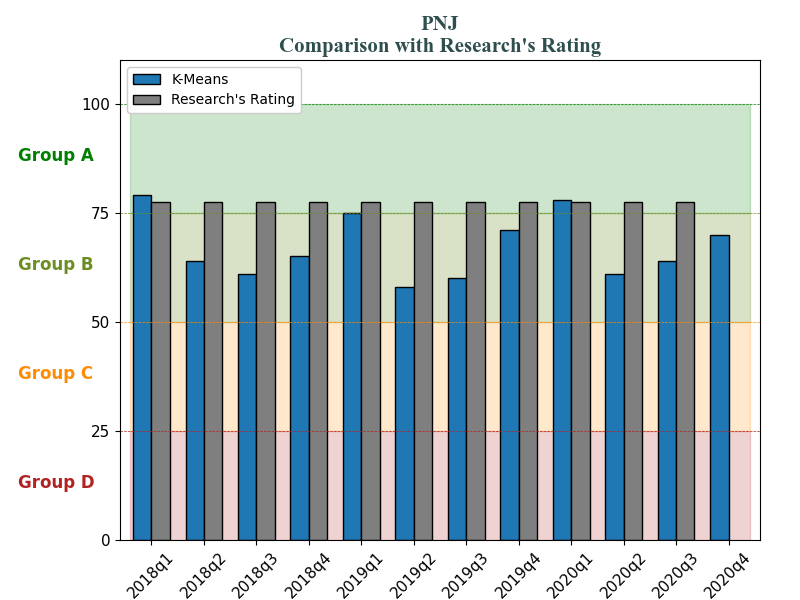 PNJ
Comparison with Research's Rating
K-Means
Research's Rating
100
Group A
75
Group B
50
Group C
25
Group D
0
2018q1
2018q2
2018q3
2018q4
2019q1
2019q2
2019q3
2019q4
2020q1
2020q2
2020q3
2020q4